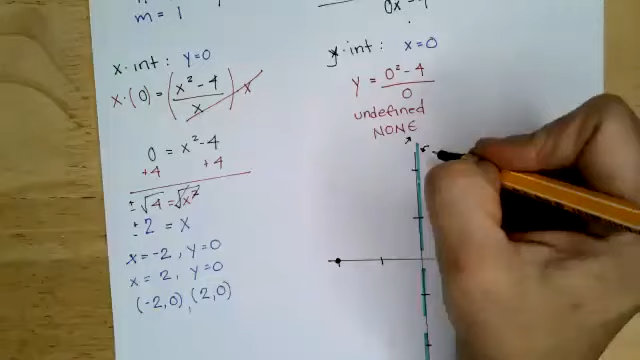 m = 1
x·int: y=0
x·(0) = (x² - 4 / x) x
0 = x² - 4
+4 +4
± √4 = √x²
± 2 = x
x = -2, y=0
x = 2, y=0
(-2,0), (2,0)
y·int: x=0
y = 0² - 4 / 0
undefined
NONE